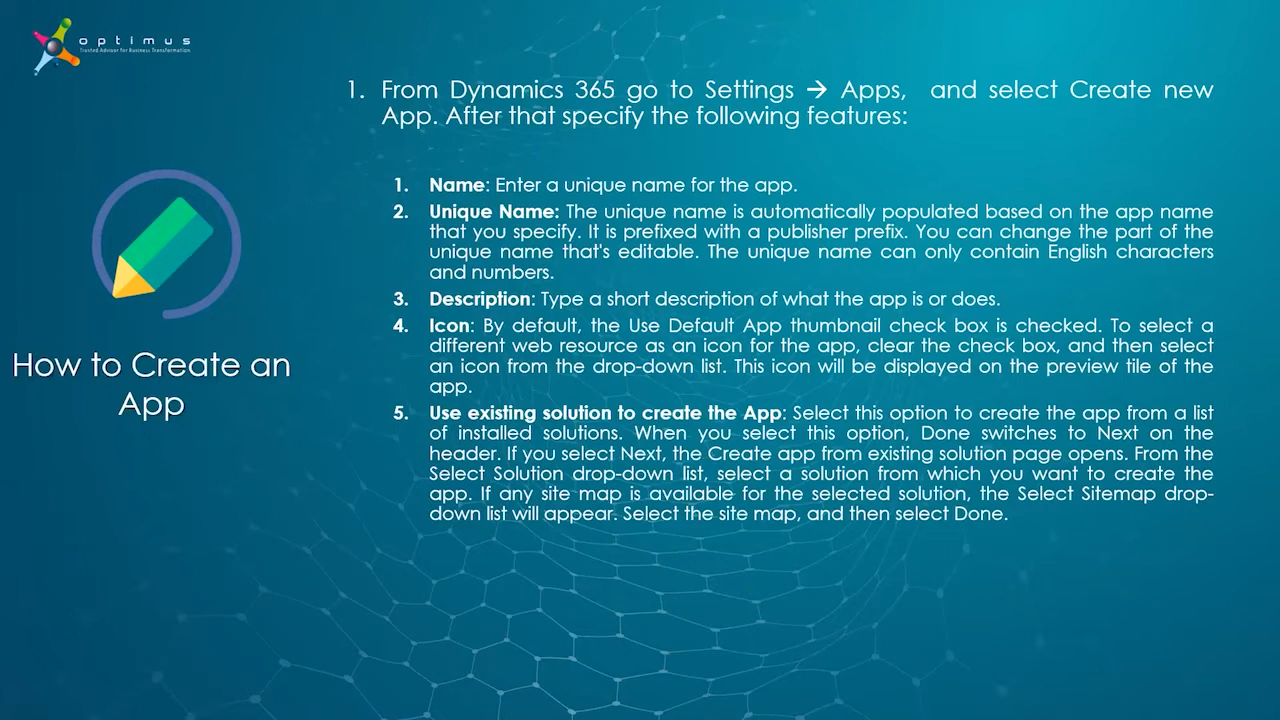 optimus
Trusted Advisor for Business Transformation
1. From Dynamics 365 go to Settings → Apps, and select Create new
App. After that specify the following features:
1. Name: Enter a unique name for the app.
2. Unique Name: The unique name is automatically populated based on the app name
that you specify. It is prefixed with a publisher prefix. You can change the part of the
unique name that's editable. The unique name can only contain English characters
and numbers.
3. Description: Type a short description of what the app is or does.
4. Icon: By default, the Use Default App thumbnail check box is checked. To select a
different web resource as an icon for the app, clear the check box, and then select
an icon from the drop-down list. This icon will be displayed on the preview tile of the
app.
5. Use existing solution to create the App: Select this option to create the app from a list
of installed solutions. When you select this option, Done switches to Next on the
header. If you select Next, the Create app from existing solution page opens. From the
Select Solution drop-down list, select a solution from which you want to create the
app. If any site map is available for the selected solution, the Select Sitemap drop-
down list will appear. Select the site map, and then select Done.
How to Create an
App